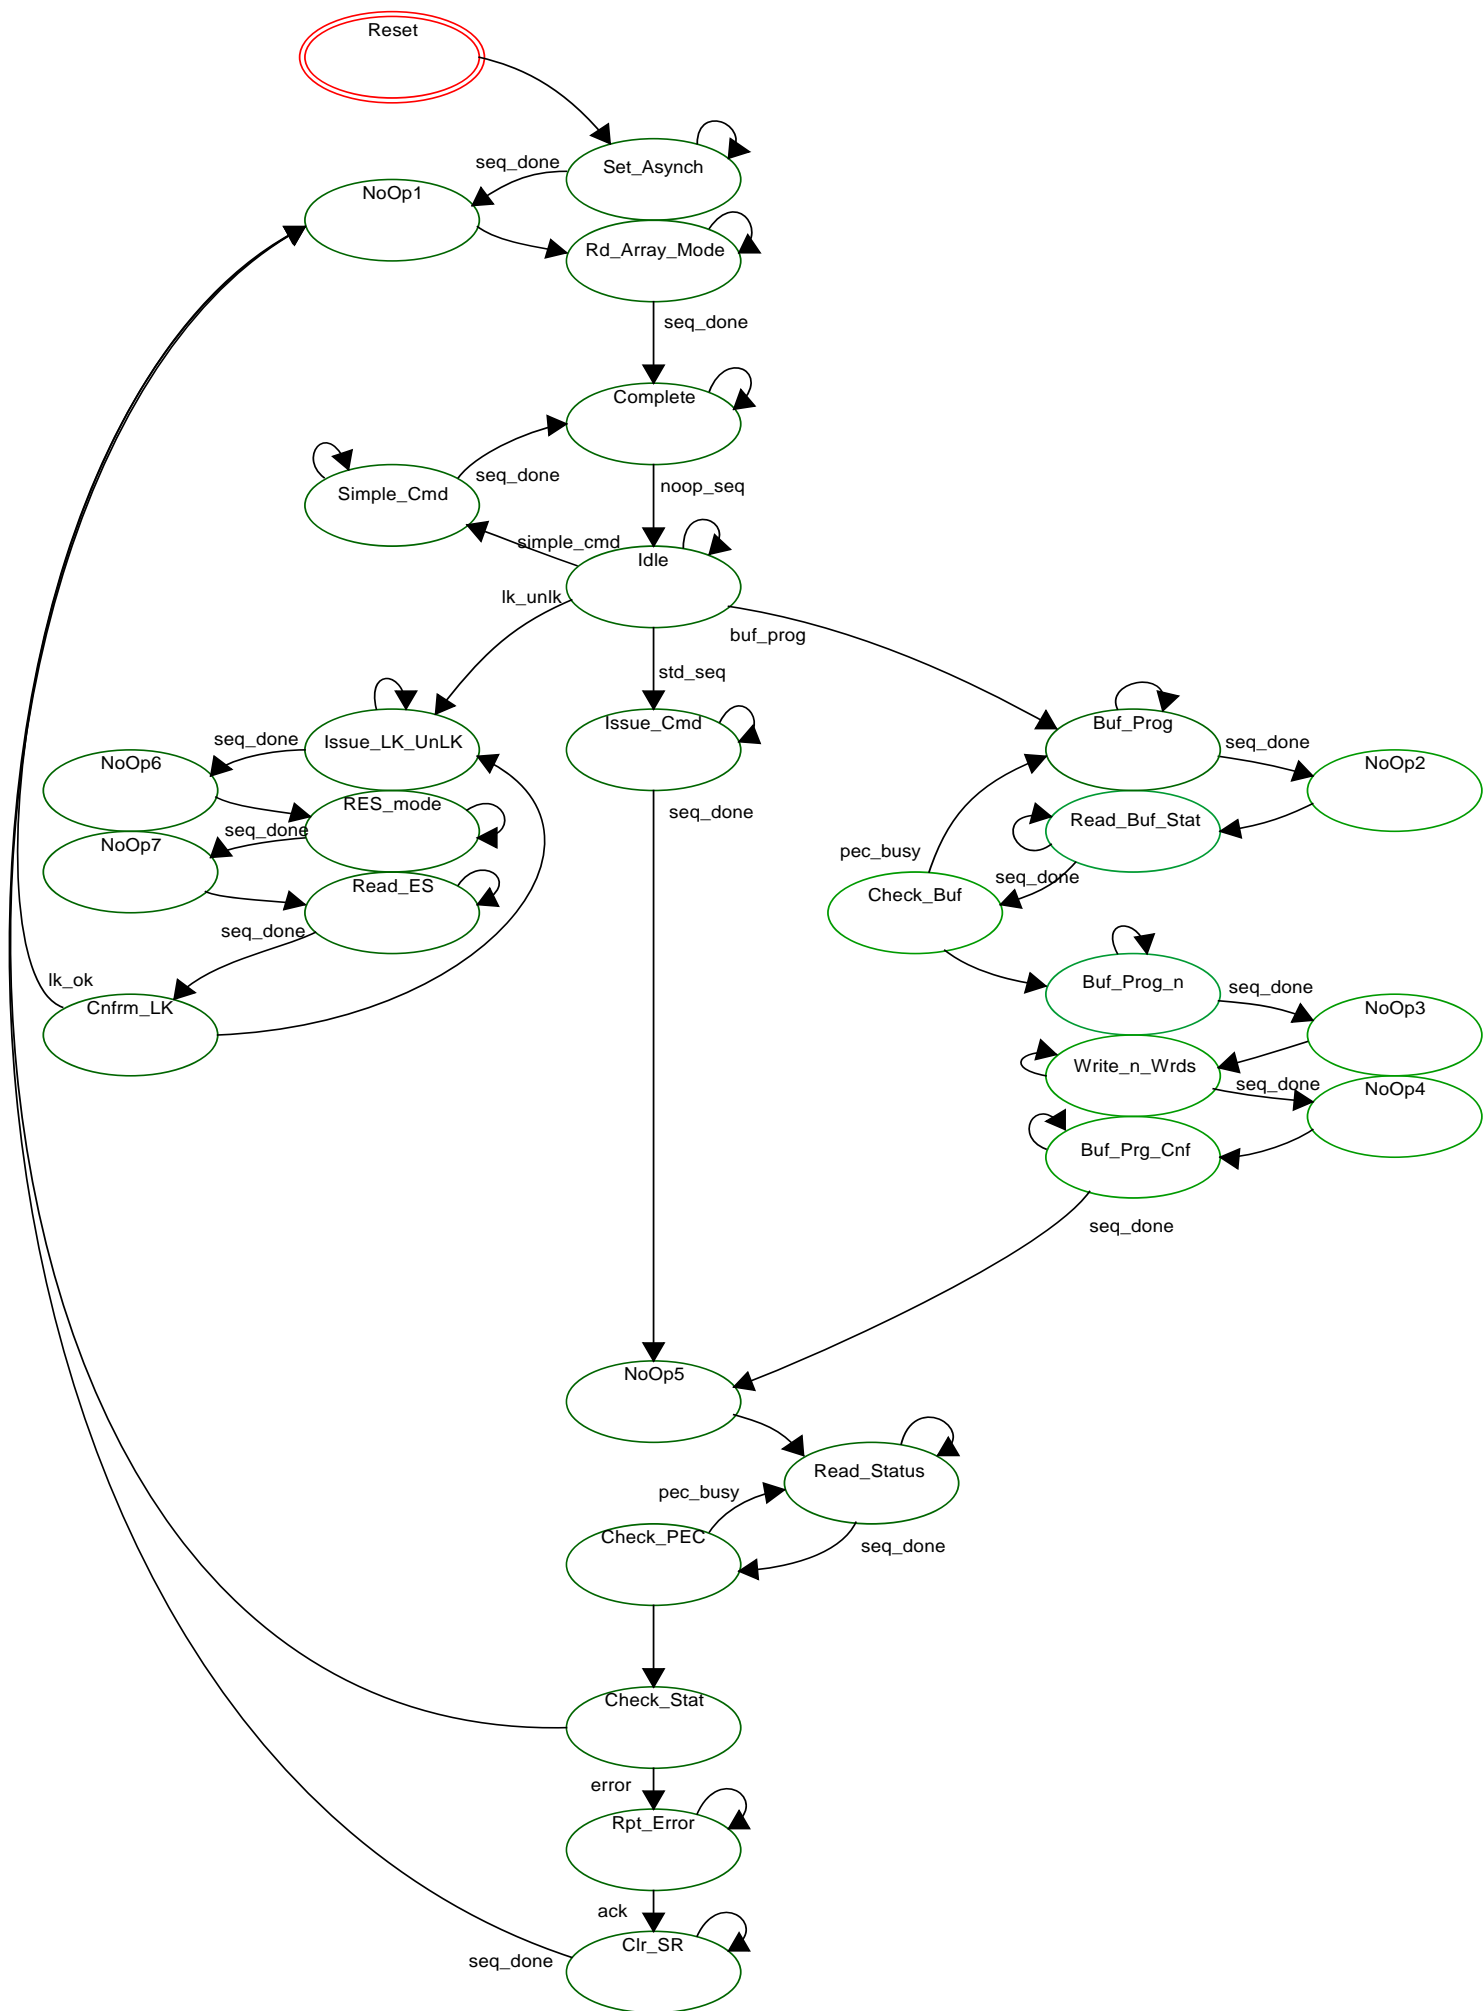 Reset
seq_done
Set_Asynch
NoOp1
Rd_Array_Mode
seq_done
Complete
seq_done
noop_seq
Simple_Cmd
simple_cmd
Idle
lk_unlk
buf_prog
std_seq
Issue_Cmd
Buf_Prog
seq_done
Issue_LK_UnLK
seq_done
NoOp6
NoOp2
RES_mode
seq_done
seq_done
Read_Buf_Stat
NoOp7
pec_busy
Read_ES
seq_done
Check_Buf
seq_done
lk_ok
Cnfrm_LK
Buf_Prog_n
seq_done
NoOp3
Write_n_Wrds
seq_done
NoOp4
Buf_Prg_Cnf
seq_done
NoOp5
Read_Status
pec_busy
Check_PEC
seq_done
Check_Stat
error
Rpt_Error
ack
Clr_SR
seq_done